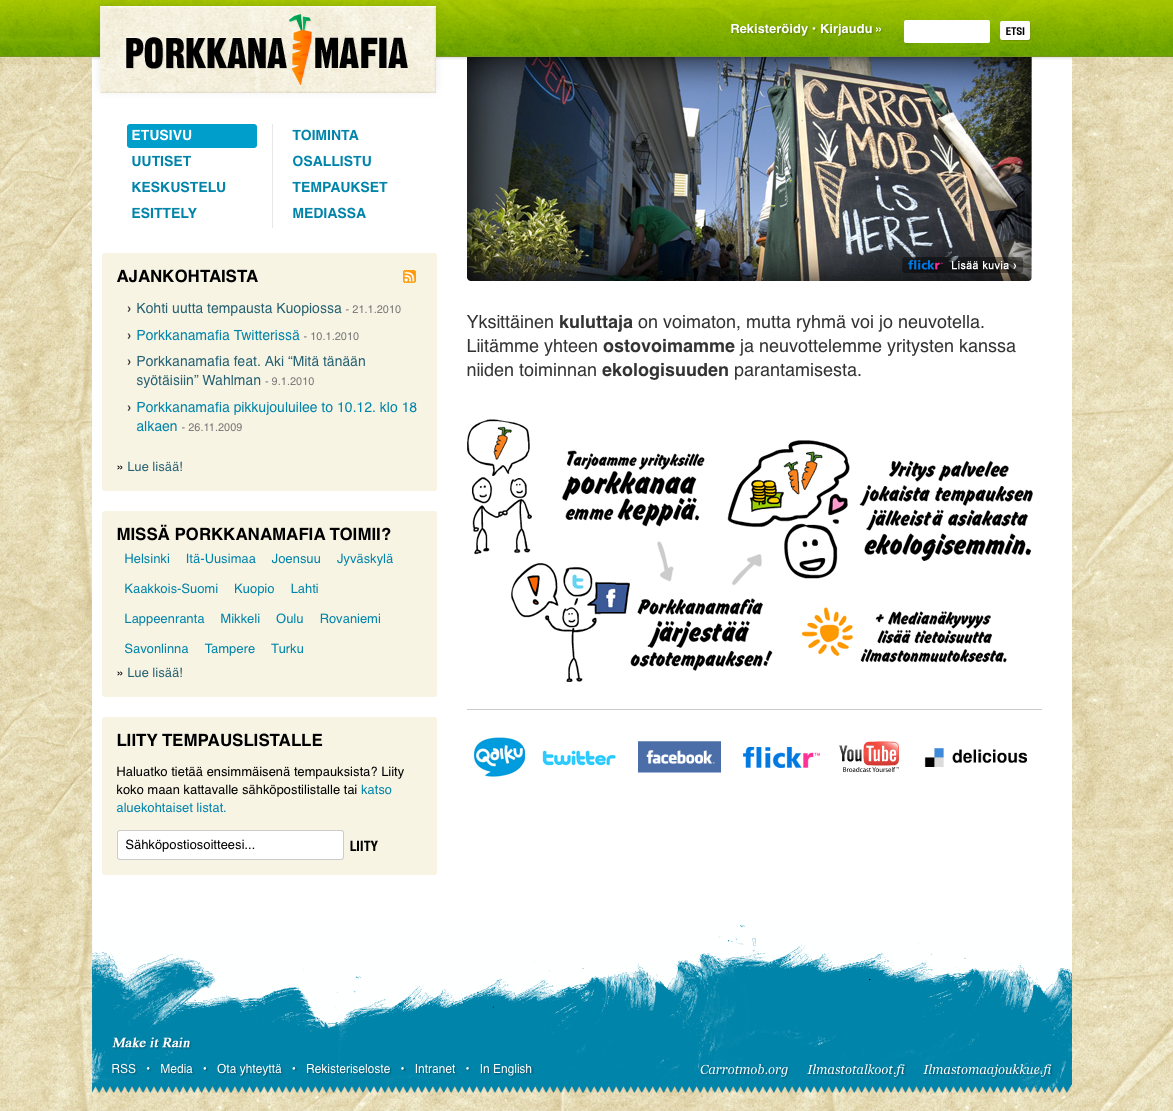 PORKKANA MAFIA
Rekisteröidy • Kirjaudu »
ETSI
ETUSIVU
UUTISET
KESKUSTELU
ESITTELY
TOIMINTA
OSALLISTU
TEMPAUKSET
MEDIASSA
OPEN
CARROT
MOB
is
HERE!
flickr Lisää kuvia ›
AJANKOHTAISTA
› Kohti uutta tempausta Kuopiossa - 21.1.2010
› Porkkanamafia Twitterissä - 10.1.2010
› Porkkanamafia feat. Aki “Mitä tänään
syötäisiin” Wahlman - 9.1.2010
› Porkkanamafia pikkujouluilee to 10.12. klo 18
alkaen - 26.11.2009
» Lue lisää!
MISSÄ PORKKANAMAFIA TOIMII?
Helsinki Itä-Uusimaa Joensuu Jyväskylä
Kaakkois-Suomi Kuopio Lahti
Lappeenranta Mikkeli Oulu Rovaniemi
Savonlinna Tampere Turku
» Lue lisää!
LIITY TEMPAUSLISTALLE
Haluatko tietää ensimmäisenä tempauksista? Liity
koko maan kattavalle sähköpostilistalle tai katso
aluekohtaiset listat.
Sähköpostiosoitteesi...
LIITY
Yksittäinen kuluttaja on voimaton, mutta ryhmä voi jo neuvotella.
Liitämme yhteen ostovoimamme ja neuvottelemme yritysten kanssa
niiden toiminnan ekologisuuden parantamisesta.
Tarjoamme yrityksille
porkkanaa
emme keppiä.
!
t
f
Porkkanamafia
järjestää
ostotempauksen!
Yritys palvelee
jokaista tempauksen
jälkeistä asiakasta
ekologisemmin.
+ Medianäkyvyys
lisää tietoisuutta
ilmastonmuutoksesta.
Qaiku
twitter
facebook
flickr™
YouTube
Broadcast Yourself™
delicious
Make it Rain
RSS • Media • Ota yhteyttä • Rekisteriseloste • Intranet • In English
Carrotmob.org Ilmastotalkoot.fi Ilmastomaajoukkue.fi